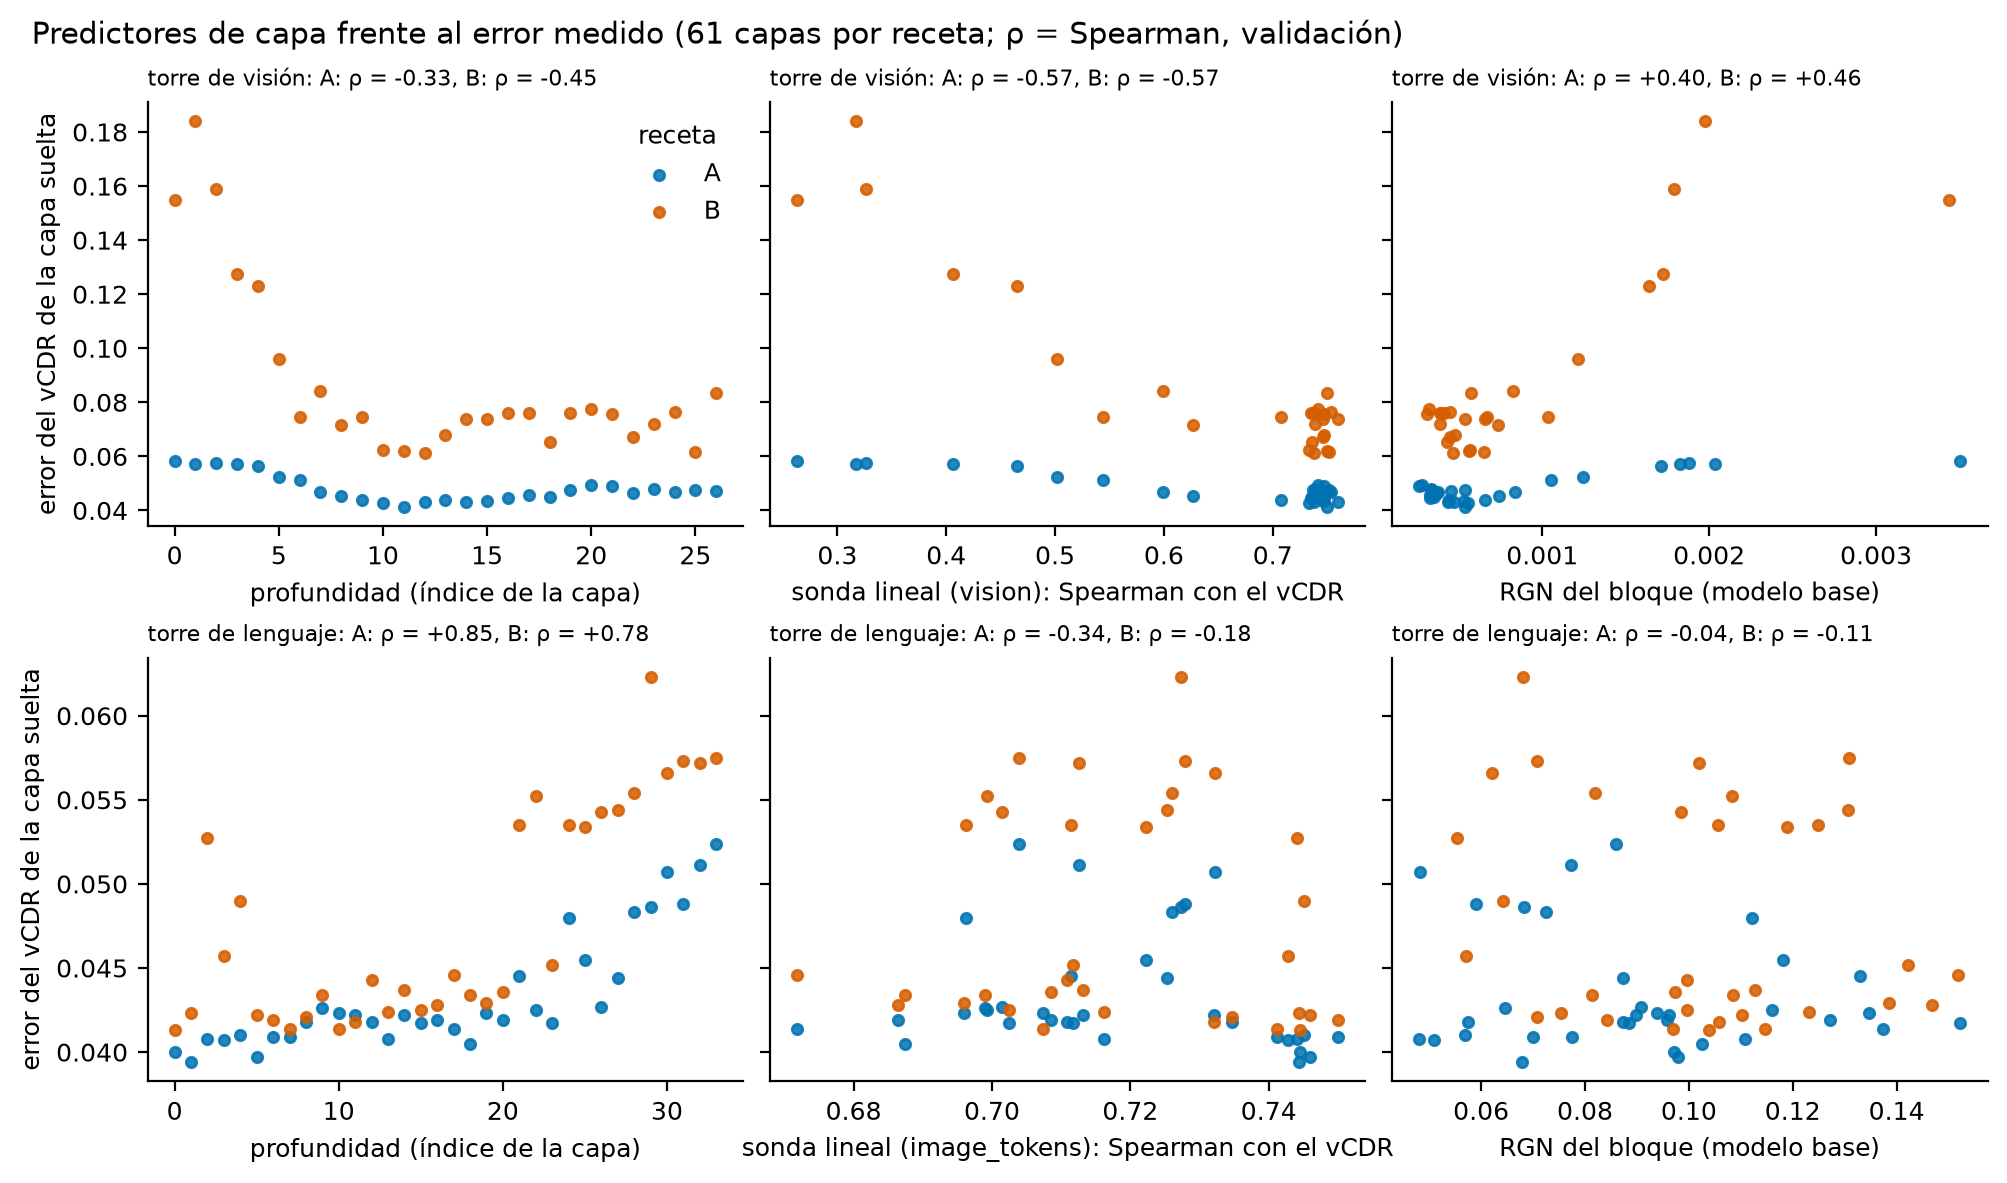 Predictores de capa frente al error medido (61 capas por receta; ρ = Spearman, validación)
torre de visión: A: ρ = -0.33, B: ρ = -0.45
torre de visión: A: ρ = -0.57, B: ρ = -0.57
torre de visión: A: ρ = +0.40, B: ρ = +0.46
error del vCDR de la capa suelta
0.18
0.16
0.14
0.12
0.10
0.08
0.06
0.04
receta
A
B
0 5 10 15 20 25
0.3 0.4 0.5 0.6 0.7
0.001 0.002 0.003
profundidad (índice de la capa)
sonda lineal (vision): Spearman con el vCDR
RGN del bloque (modelo base)
torre de lenguaje: A: ρ = +0.85, B: ρ = +0.78
torre de lenguaje: A: ρ = -0.34, B: ρ = -0.18
torre de lenguaje: A: ρ = -0.04, B: ρ = -0.11
error del vCDR de la capa suelta
0.060
0.055
0.050
0.045
0.040
0 10 20 30
0.68 0.70 0.72 0.74
0.06 0.08 0.10 0.12 0.14
profundidad (índice de la capa)
sonda lineal (image_tokens): Spearman con el vCDR
RGN del bloque (modelo base)